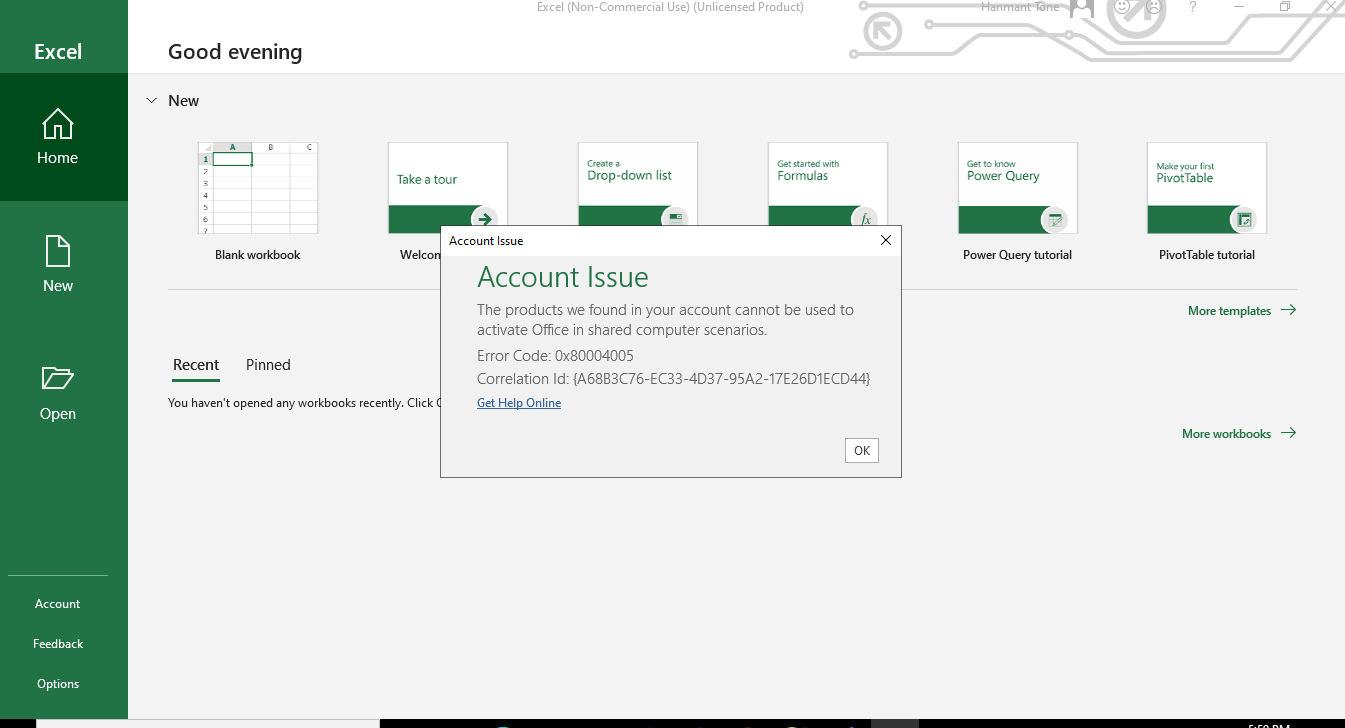 Excel (Non-Commercial Use) (Unlicensed Product)
Hanmant Tone
?
Excel
Good evening
Home
New
Open
Account
Feedback
Options
New
A B C
1
2
3
4
5
6
7
Blank workbook
Take a tour
Welcom
Create a
Drop-down list
Get started with
Formulas
fx
Get to know
Power Query
Power Query tutorial
Make your first
PivotTable
PivotTable tutorial
More templates
Recent Pinned
You haven't opened any workbooks recently. Click
More workbooks
Account Issue
Account Issue
The products we found in your account cannot be used to
activate Office in shared computer scenarios.
Error Code: 0x80004005
Correlation Id: {A68B3C76-EC33-4D37-95A2-17E26D1ECD44}
Get Help Online
OK